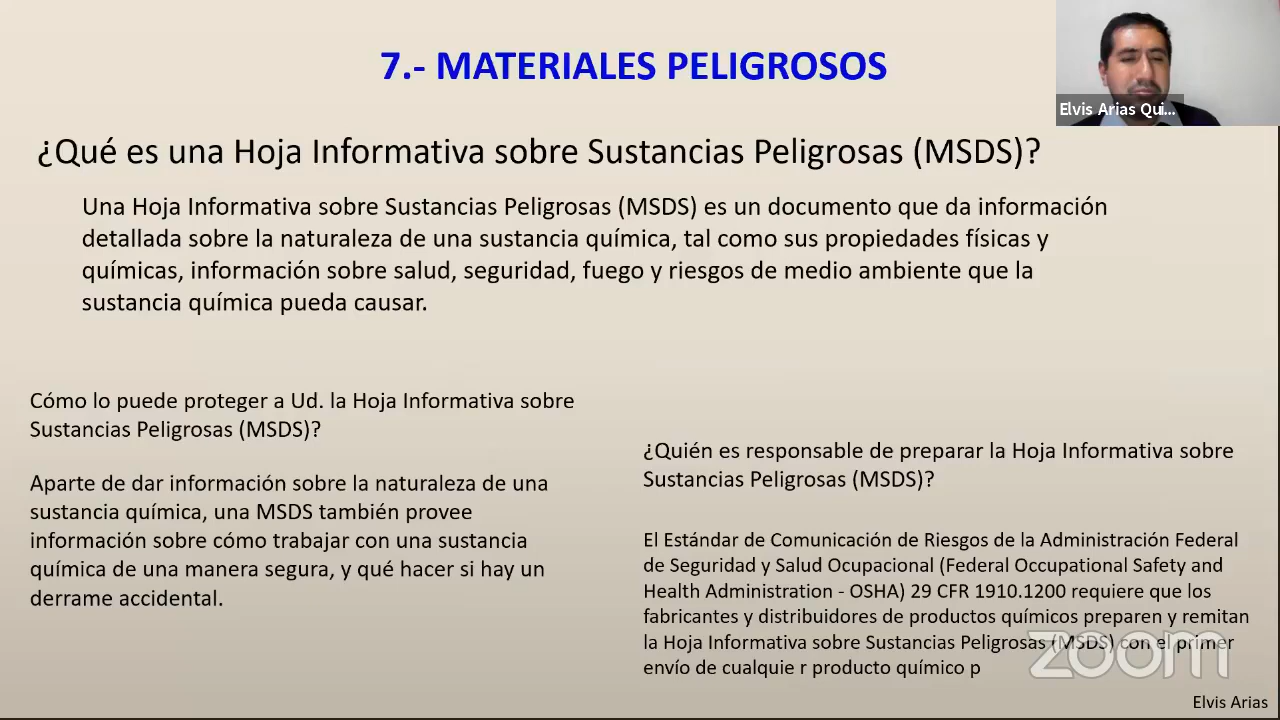 7.- MATERIALES PELIGROSOS
Elvis Arias Qui...
¿Qué es una Hoja Informativa sobre Sustancias Peligrosas (MSDS)?
Una Hoja Informativa sobre Sustancias Peligrosas (MSDS) es un documento que da información
detallada sobre la naturaleza de una sustancia química, tal como sus propiedades físicas y
químicas, información sobre salud, seguridad, fuego y riesgos de medio ambiente que la
sustancia química pueda causar.
Cómo lo puede proteger a Ud. la Hoja Informativa sobre
Sustancias Peligrosas (MSDS)?
Aparte de dar información sobre la naturaleza de una
sustancia química, una MSDS también provee
información sobre cómo trabajar con una sustancia
química de una manera segura, y qué hacer si hay un
derrame accidental.
¿Quién es responsable de preparar la Hoja Informativa sobre
Sustancias Peligrosas (MSDS)?
El Estándar de Comunicación de Riesgos de la Administración Federal
de Seguridad y Salud Ocupacional (Federal Occupational Safety and
Health Administration - OSHA) 29 CFR 1910.1200 requiere que los
fabricantes y distribuidores de productos químicos preparen y remitan
la Hoja Informativa sobre Sustancias Peligrosas (MSDS) con el primer
envío de cualquie r producto químico p
zoom
Elvis Arias